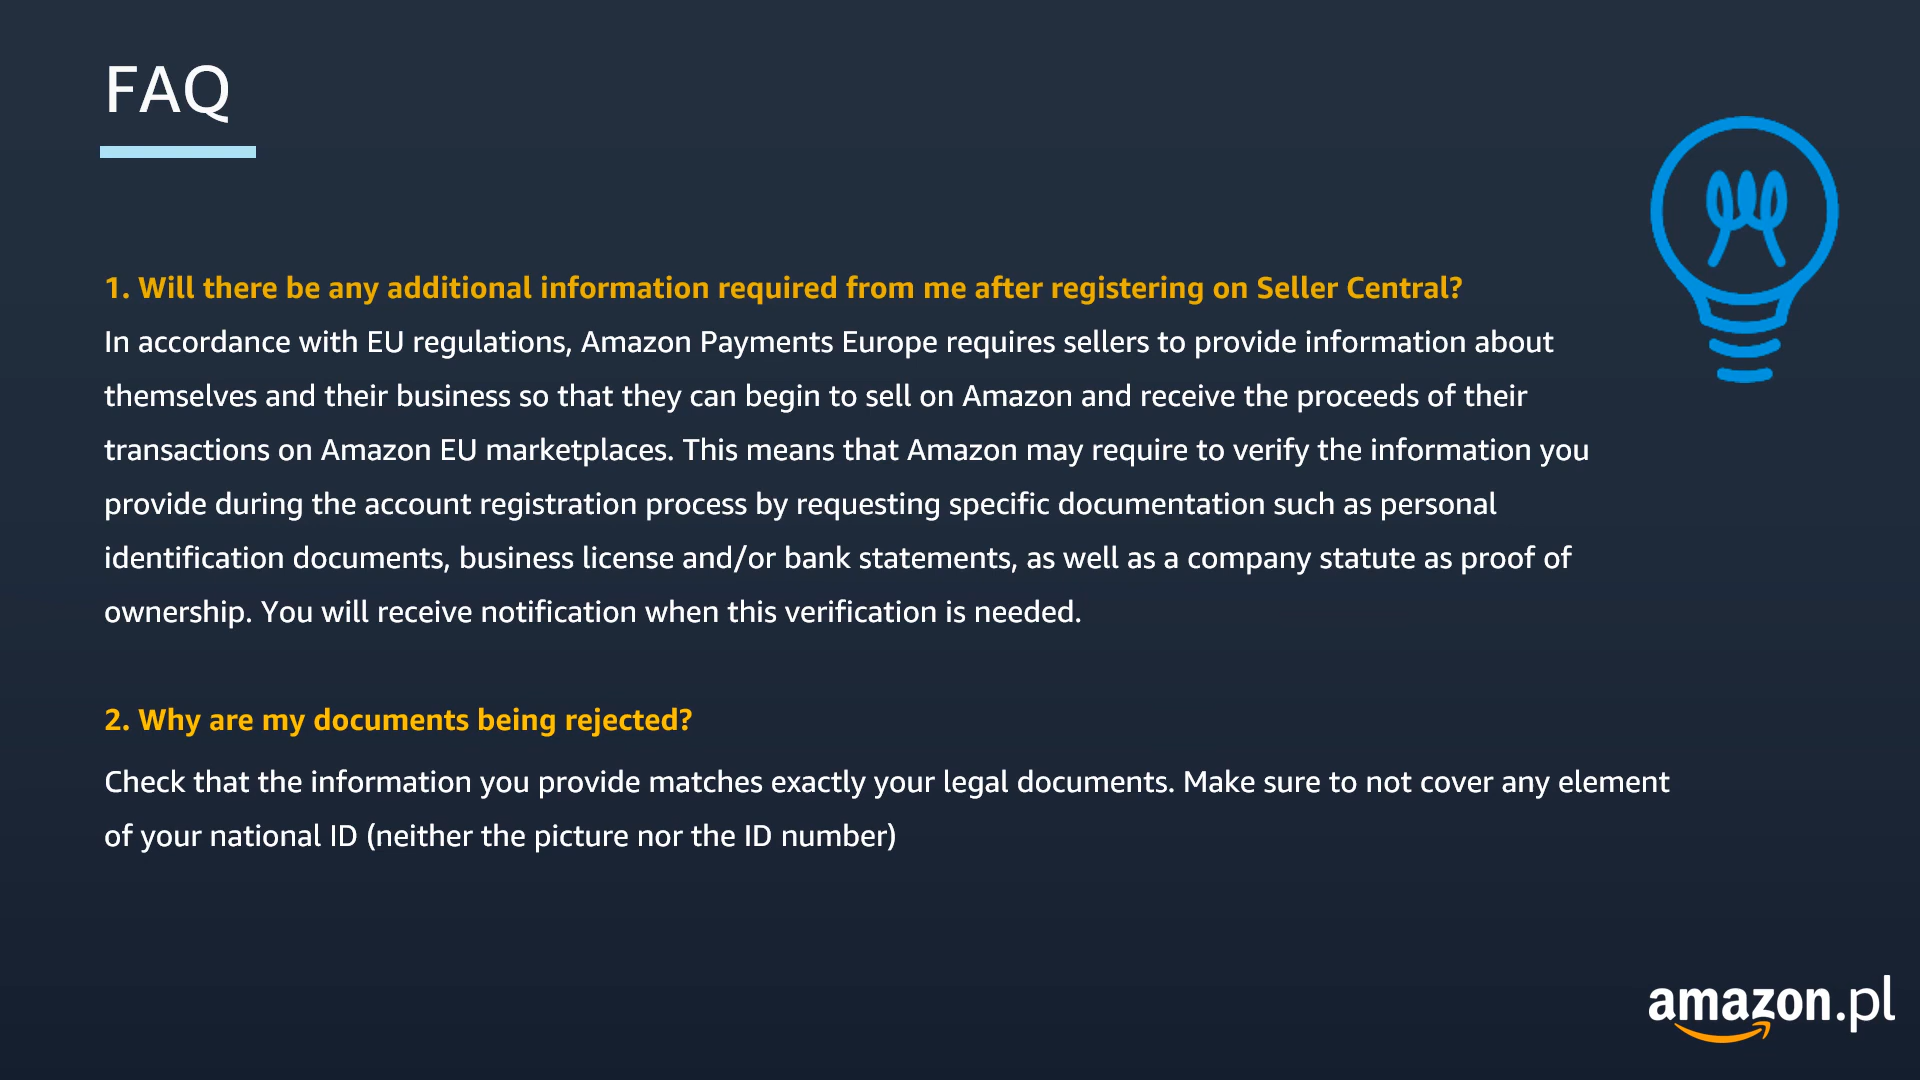 FAQ
1. Will there be any additional information required from me after registering on Seller Central?
In accordance with EU regulations, Amazon Payments Europe requires sellers to provide information about
themselves and their business so that they can begin to sell on Amazon and receive the proceeds of their
transactions on Amazon EU marketplaces. This means that Amazon may require to verify the information you
provide during the account registration process by requesting specific documentation such as personal
identification documents, business license and/or bank statements, as well as a company statute as proof of
ownership. You will receive notification when this verification is needed.
2. Why are my documents being rejected?
Check that the information you provide matches exactly your legal documents. Make sure to not cover any element
of your national ID (neither the picture nor the ID number)
amazon.pl